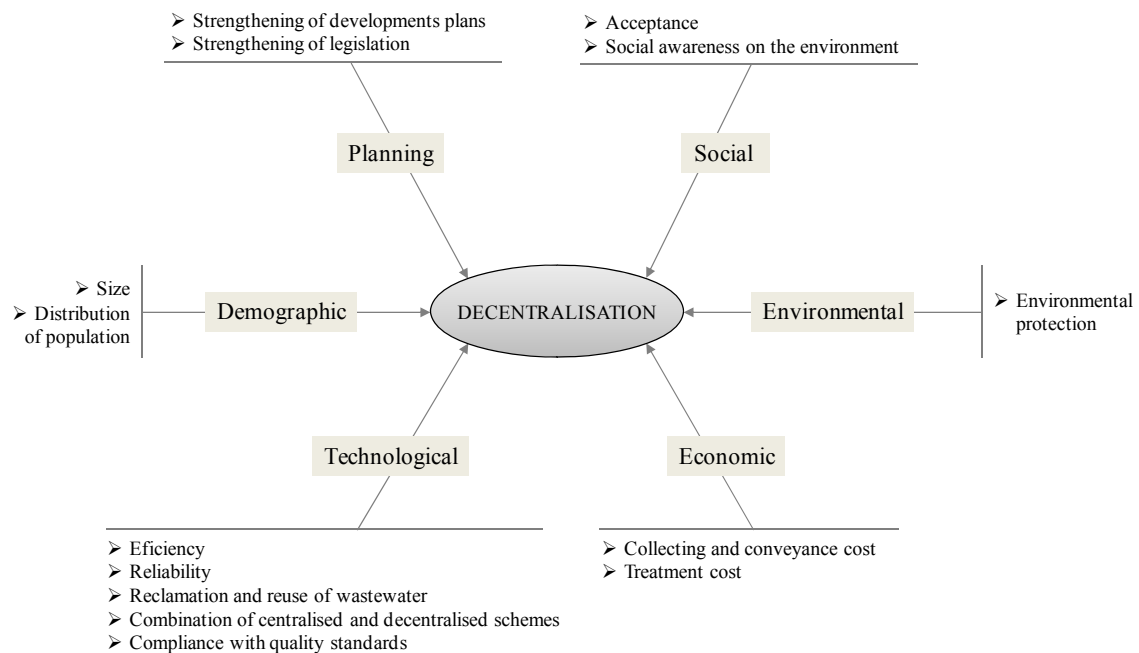 ➢ Strengthening of developments plans
➢ Strengthening of legislation
➢ Acceptance
➢ Social awareness on the environment
Planning
Social
➢ Size
➢ Distribution
of population
Demographic
DECENTRALISATION
Environmental
➢ Environmental
protection
Technological
Economic
➢ Eficiency
➢ Reliability
➢ Reclamation and reuse of wastewater
➢ Combination of centralised and decentralised schemes
➢ Compliance with quality standards
➢ Collecting and conveyance cost
➢ Treatment cost